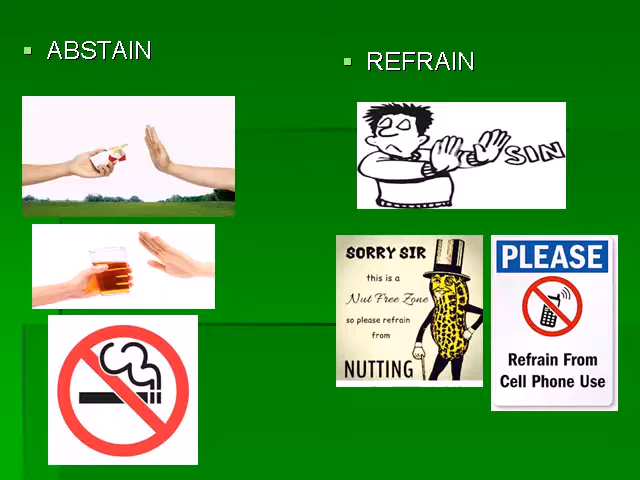 ABSTAIN
REFRAIN
SIN
SORRY SIR
this is a
Nut Free Zone
so please refrain
from
NUTTING
PLEASE
Refrain From
Cell Phone Use